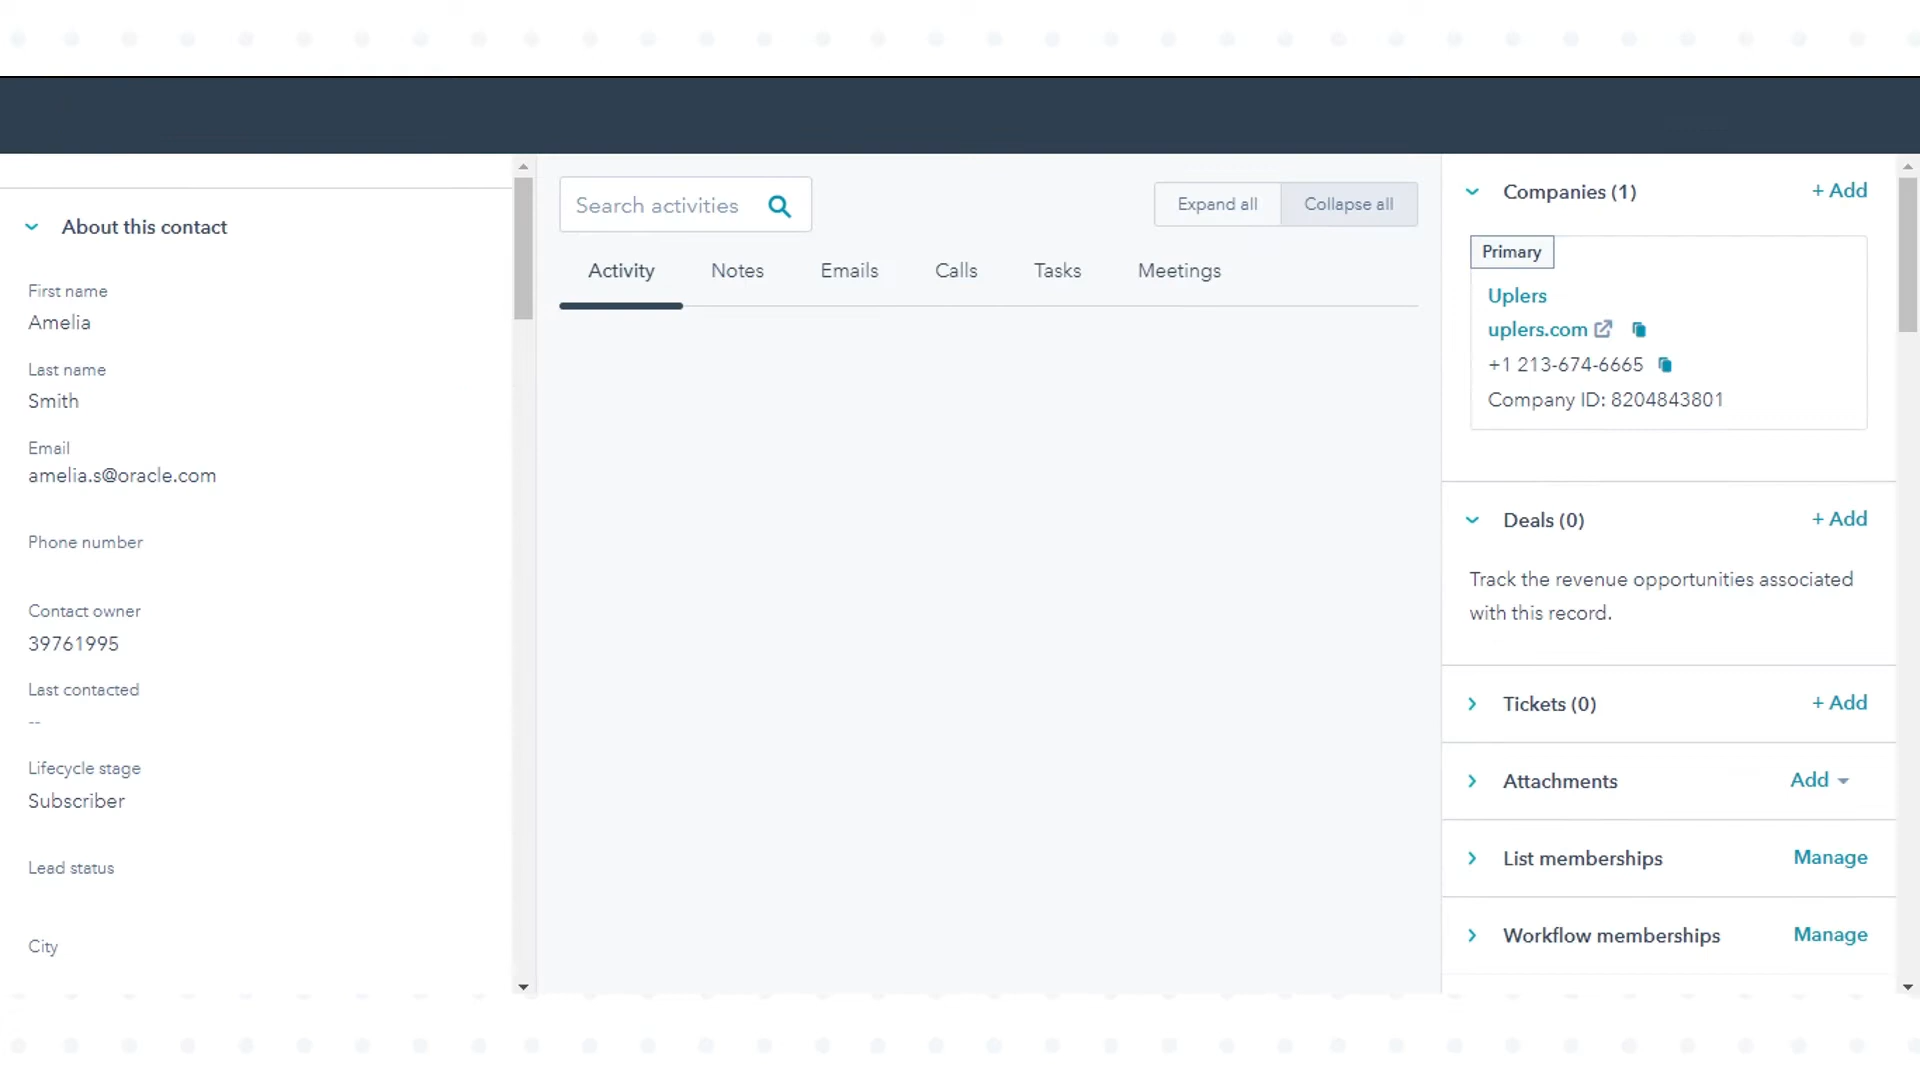 About this contact
First name
Amelia
Last name
Smith
Email
amelia.s@oracle.com
Phone number
Contact owner
39761995
Last contacted
--
Lifecycle stage
Subscriber
Lead status
City
Search activities
Expand all
Collapse all
Activity Notes Emails Calls Tasks Meetings
Companies (1) + Add
Primary
Uplers
uplers.com
+1 213-674-6665
Company ID: 8204843801
Deals (0) + Add
Track the revenue opportunities associated
with this record.
Tickets (0) + Add
Attachments Add
List memberships Manage
Workflow memberships Manage